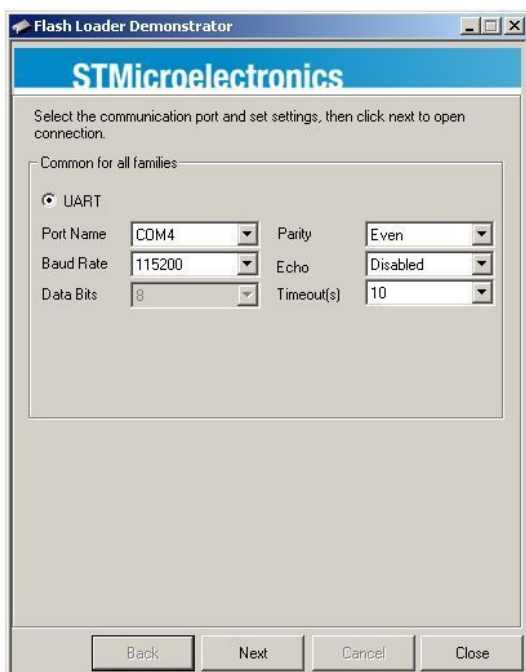 Flash Loader Demonstrator
STMicroelectronics
Select the communication port and set settings, then click next to open
connection.
Common for all families
UART
Port Name COM4 Parity Even
Baud Rate 115200 Echo Disabled
Data Bits 8 Timeout(s) 10
Back Next Cancel Close